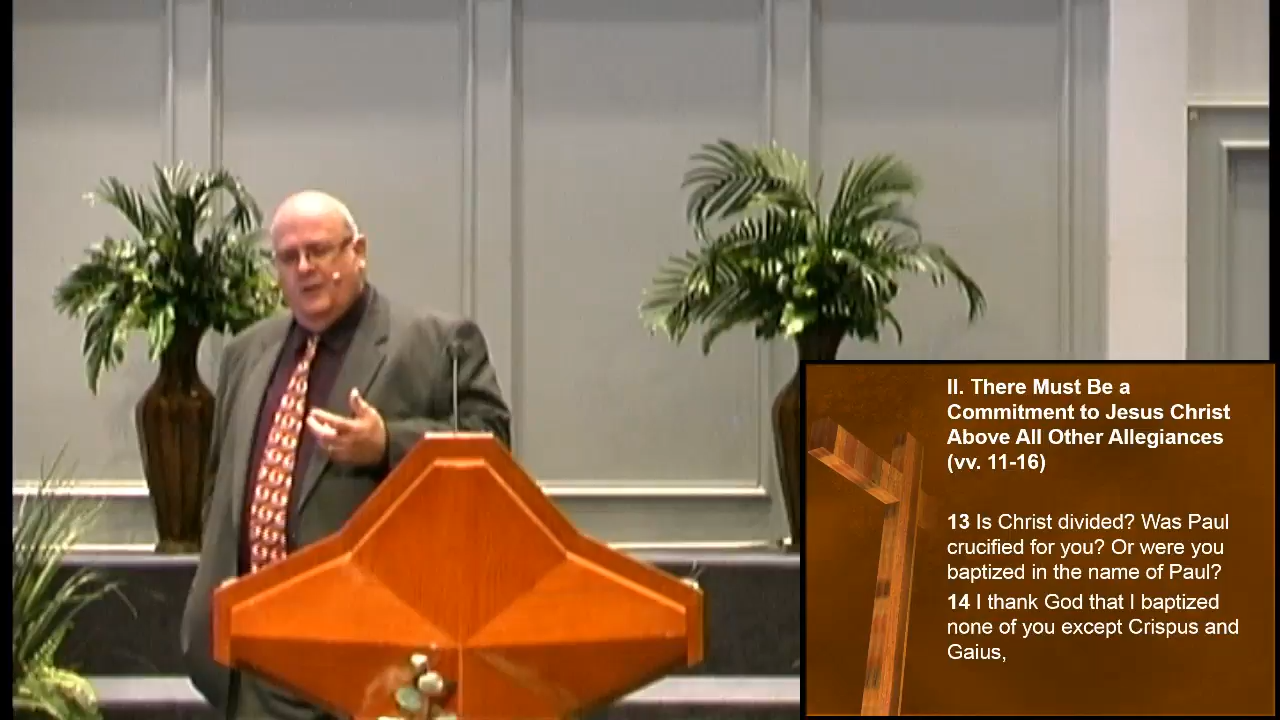 II. There Must Be a
Commitment to Jesus Christ
Above All Other Allegiances
(vv. 11-16)
13 Is Christ divided? Was Paul
crucified for you? Or were you
baptized in the name of Paul?
14 I thank God that I baptized
none of you except Crispus and
Gaius,